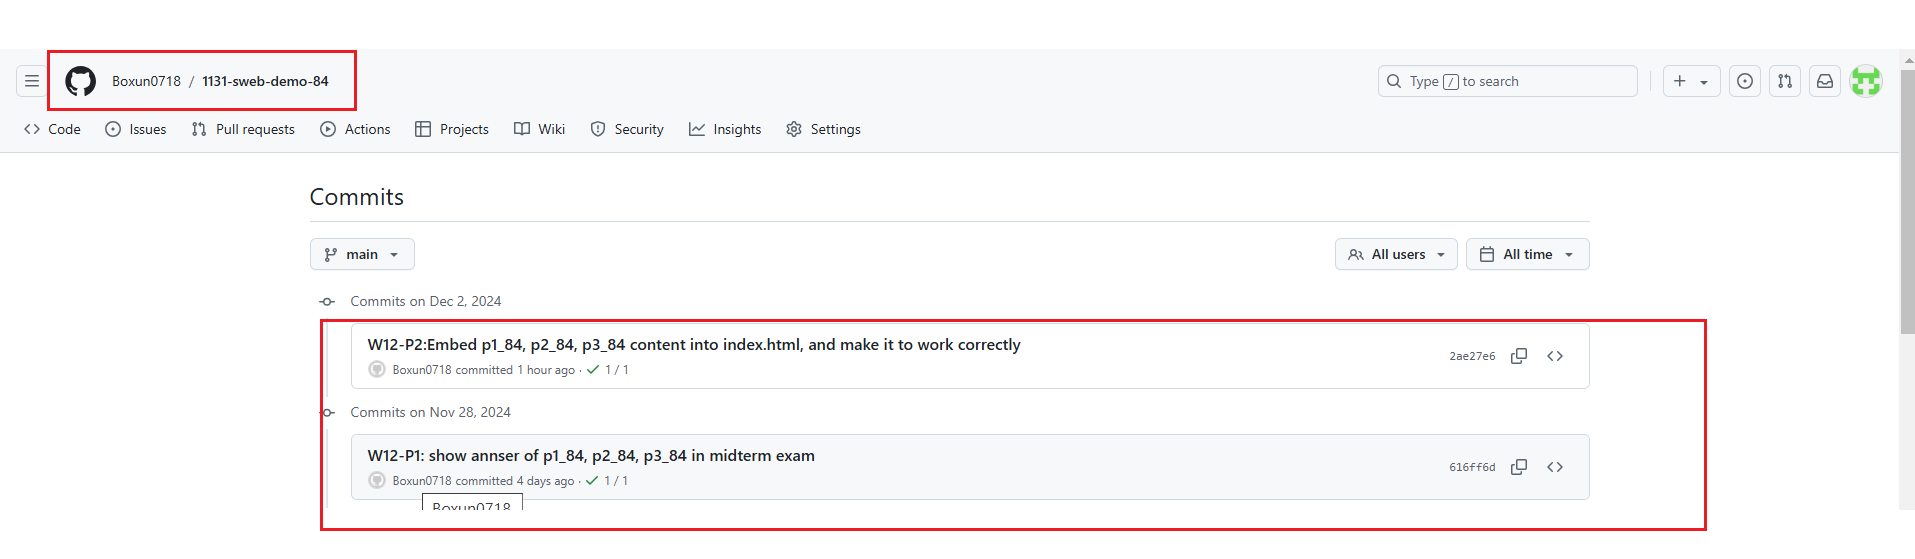 Boxun0718 / 1131-sweb-demo-84
Type / to search
Code Issues Pull requests Actions Projects Wiki Security Insights Settings
Commits
main
All users All time
Commits on Dec 2, 2024
W12-P2:Embed p1_84, p2_84, p3_84 content into index.html, and make it to work correctly
2ae27e6
Boxun0718 committed 1 hour ago · 1 / 1
Commits on Nov 28, 2024
W12-P1: show annser of p1_84, p2_84, p3_84 in midterm exam
616ff6d
Boxun0718 committed 4 days ago · 1 / 1
Boxun0718